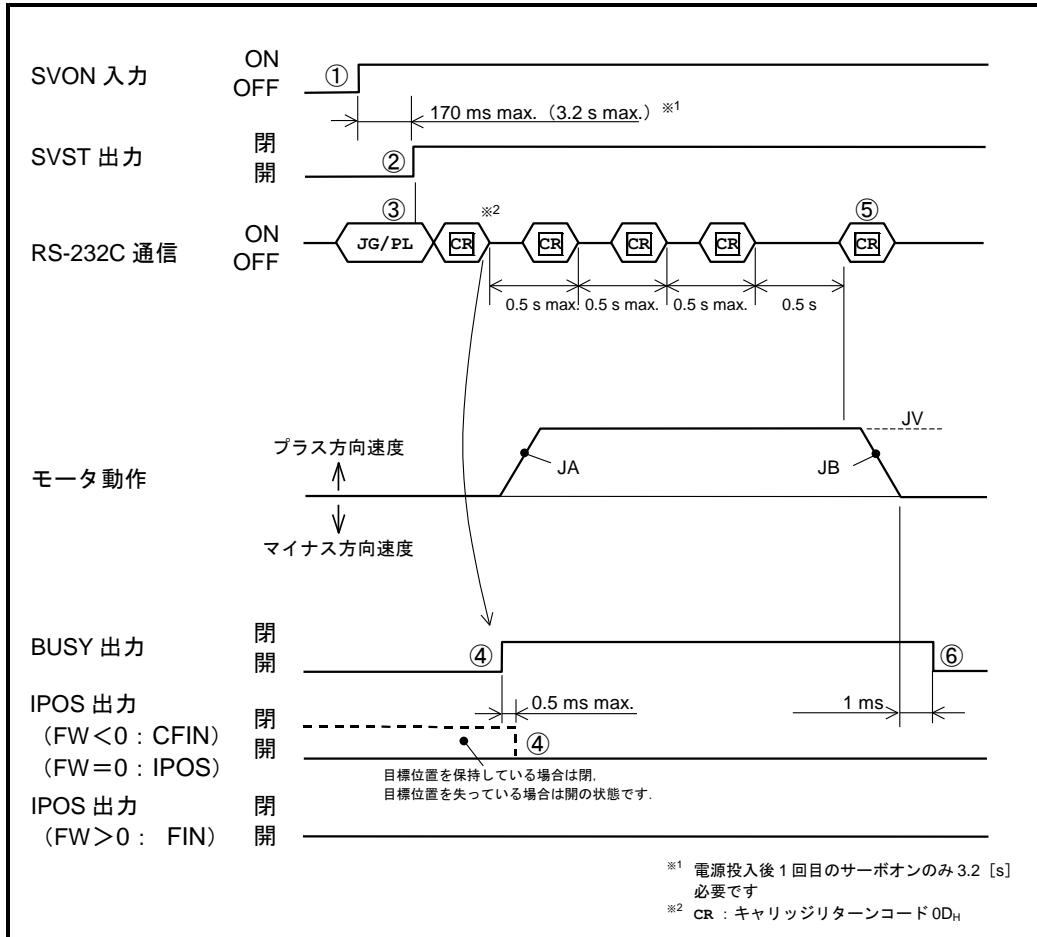 SVON 入力
ON
OFF
①
170 ms max.（3.2 s max.）※1
SVST 出力
閉
開
②
RS-232C 通信
ON
OFF
③
JG/PL
CR
※2
CR
CR
CR
⑤
CR
0.5 s max.
0.5 s max.
0.5 s max.
0.5 s
モータ動作
プラス方向速度
マイナス方向速度
JA
JB
JV
BUSY 出力
閉
開
④
⑥
IPOS 出力
（FW＜0：CFIN）
（FW＝0：IPOS）
閉
開
0.5 ms max.
④
1 ms
目標位置を保持している場合は閉,
目標位置を失っている場合は開の状態です.
IPOS 出力
（FW＞0： FIN）
閉
開
※1 電源投入後 1 回目のサーボオンのみ 3.2［s］
必要です
※2 CR ：キャリッジリターンコード 0DH